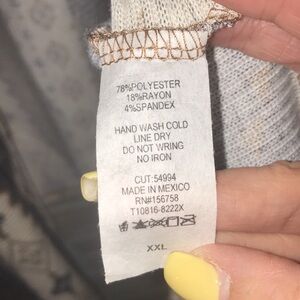 78%POLYESTER
18%RAYON
4%SPANDEX
HAND WASH COLD
LINE DRY
DO NOT WRING
NO IRON
CUT:54994
MADE IN MEXICO
RN#156758
T10816-8222X
XXL